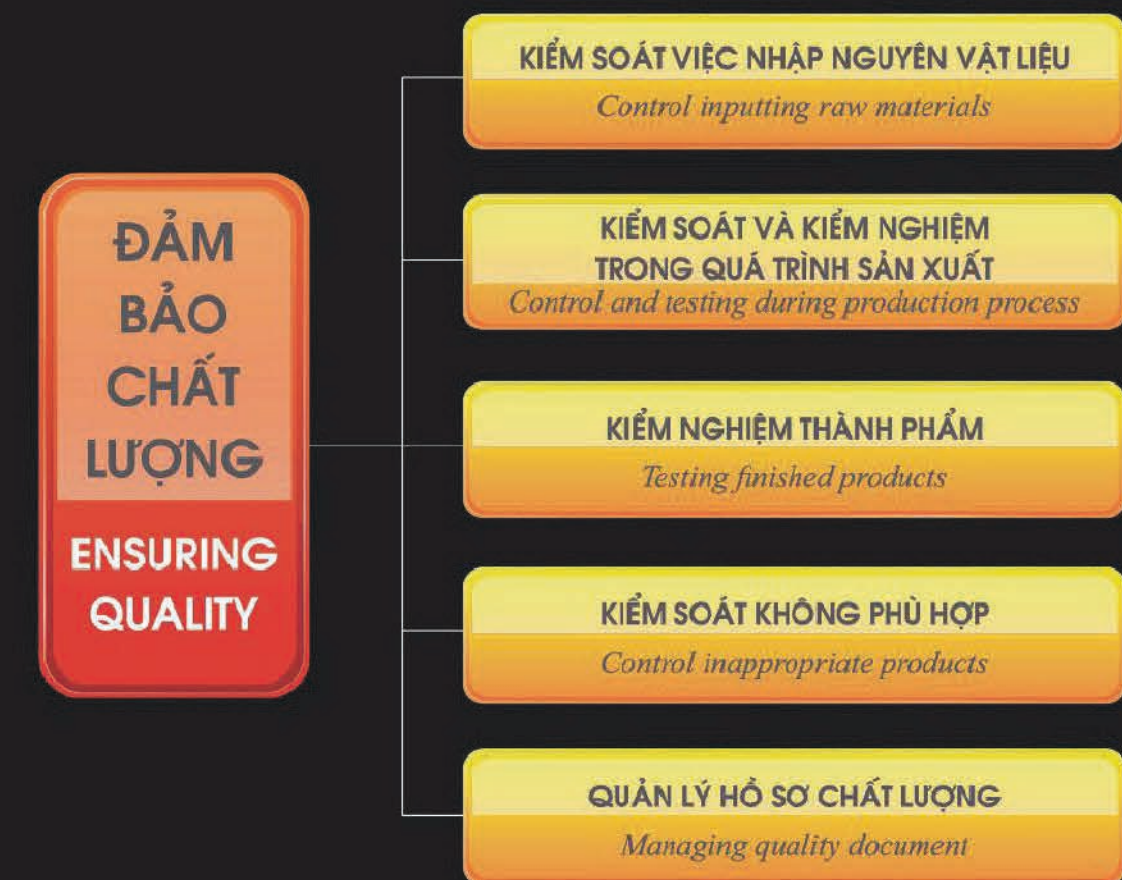 ĐẢM
BẢO
CHẤT
LƯỢNG
ENSURING
QUALITY
KIỂM SOÁT VIỆC NHẬP NGUYÊN VẬT LIỆU
Control inputting raw materials
KIỂM SOÁT VÀ KIỂM NGHIỆM
TRONG QUÁ TRÌNH SẢN XUẤT
Control and testing during production process
KIỂM NGHIỆM THÀNH PHẨM
Testing finished products
KIỂM SOÁT KHÔNG PHÙ HỢP
Control inappropriate products
QUẢN LÝ HỒ SƠ CHẤT LƯỢNG
Managing quality document